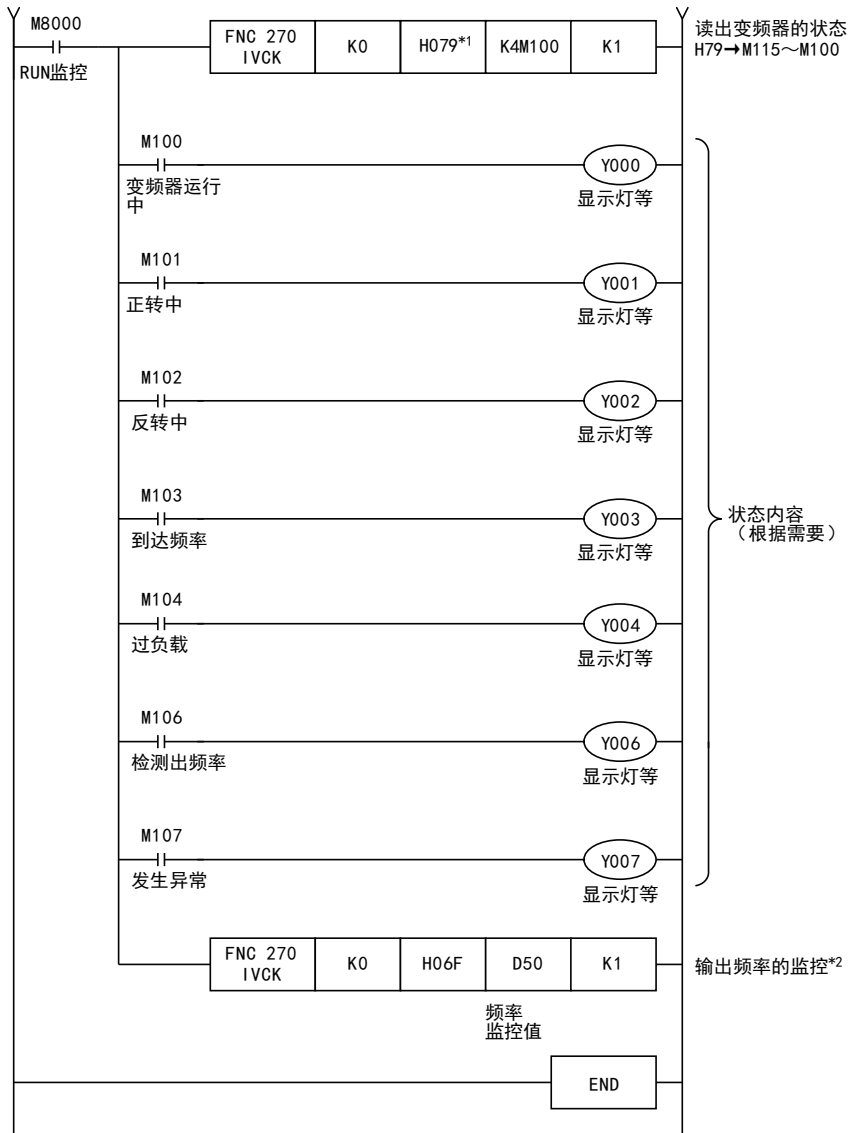 M8000
RUN监控
FNC 270
IVCK
K0
H079*1
K4M100
K1
读出变频器的状态
H79→M115～M100
M100
变频器运行
中
Y000
显示灯等
M101
正转中
Y001
显示灯等
M102
反转中
Y002
显示灯等
M103
到达频率
Y003
显示灯等
状态内容
（根据需要）
M104
过负载
Y004
显示灯等
M106
检测出频率
Y006
显示灯等
M107
发生异常
Y007
显示灯等
FNC 270
IVCK
K0
H06F
D50
K1
输出频率的监控*2
频率
监控值
END